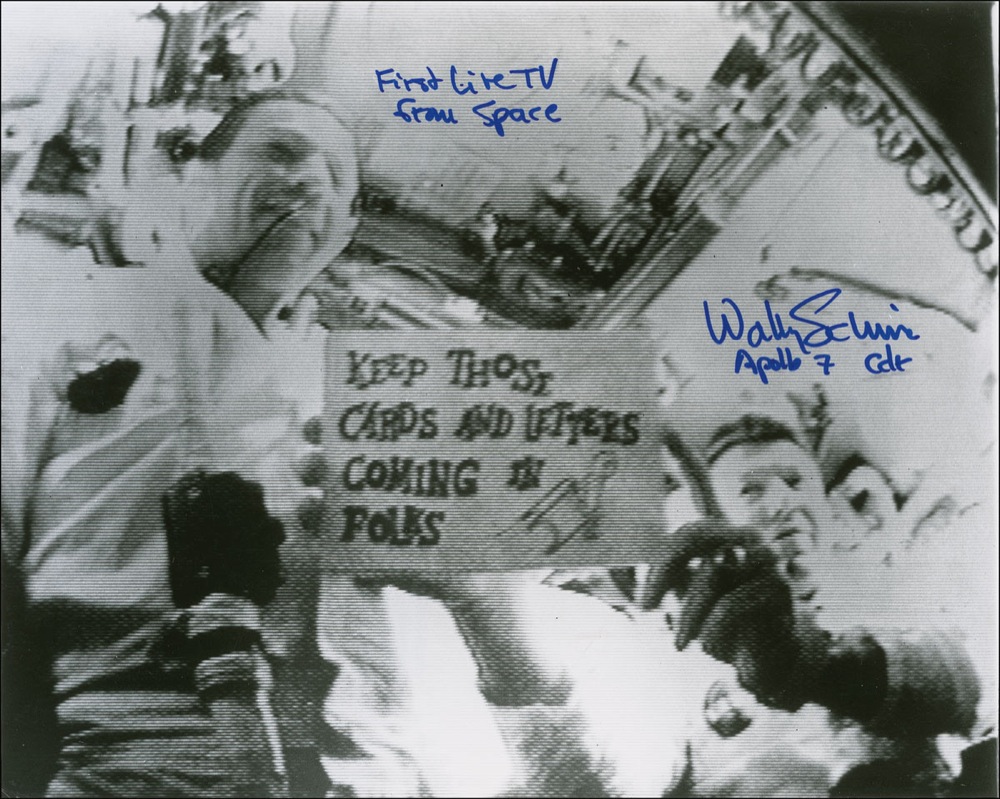 First Live TV
from Space
Wally Schirra
Apollo 7 Cdr
KEEP THOSE
CARDS AND LETTERS
COMING IN
FOLKS